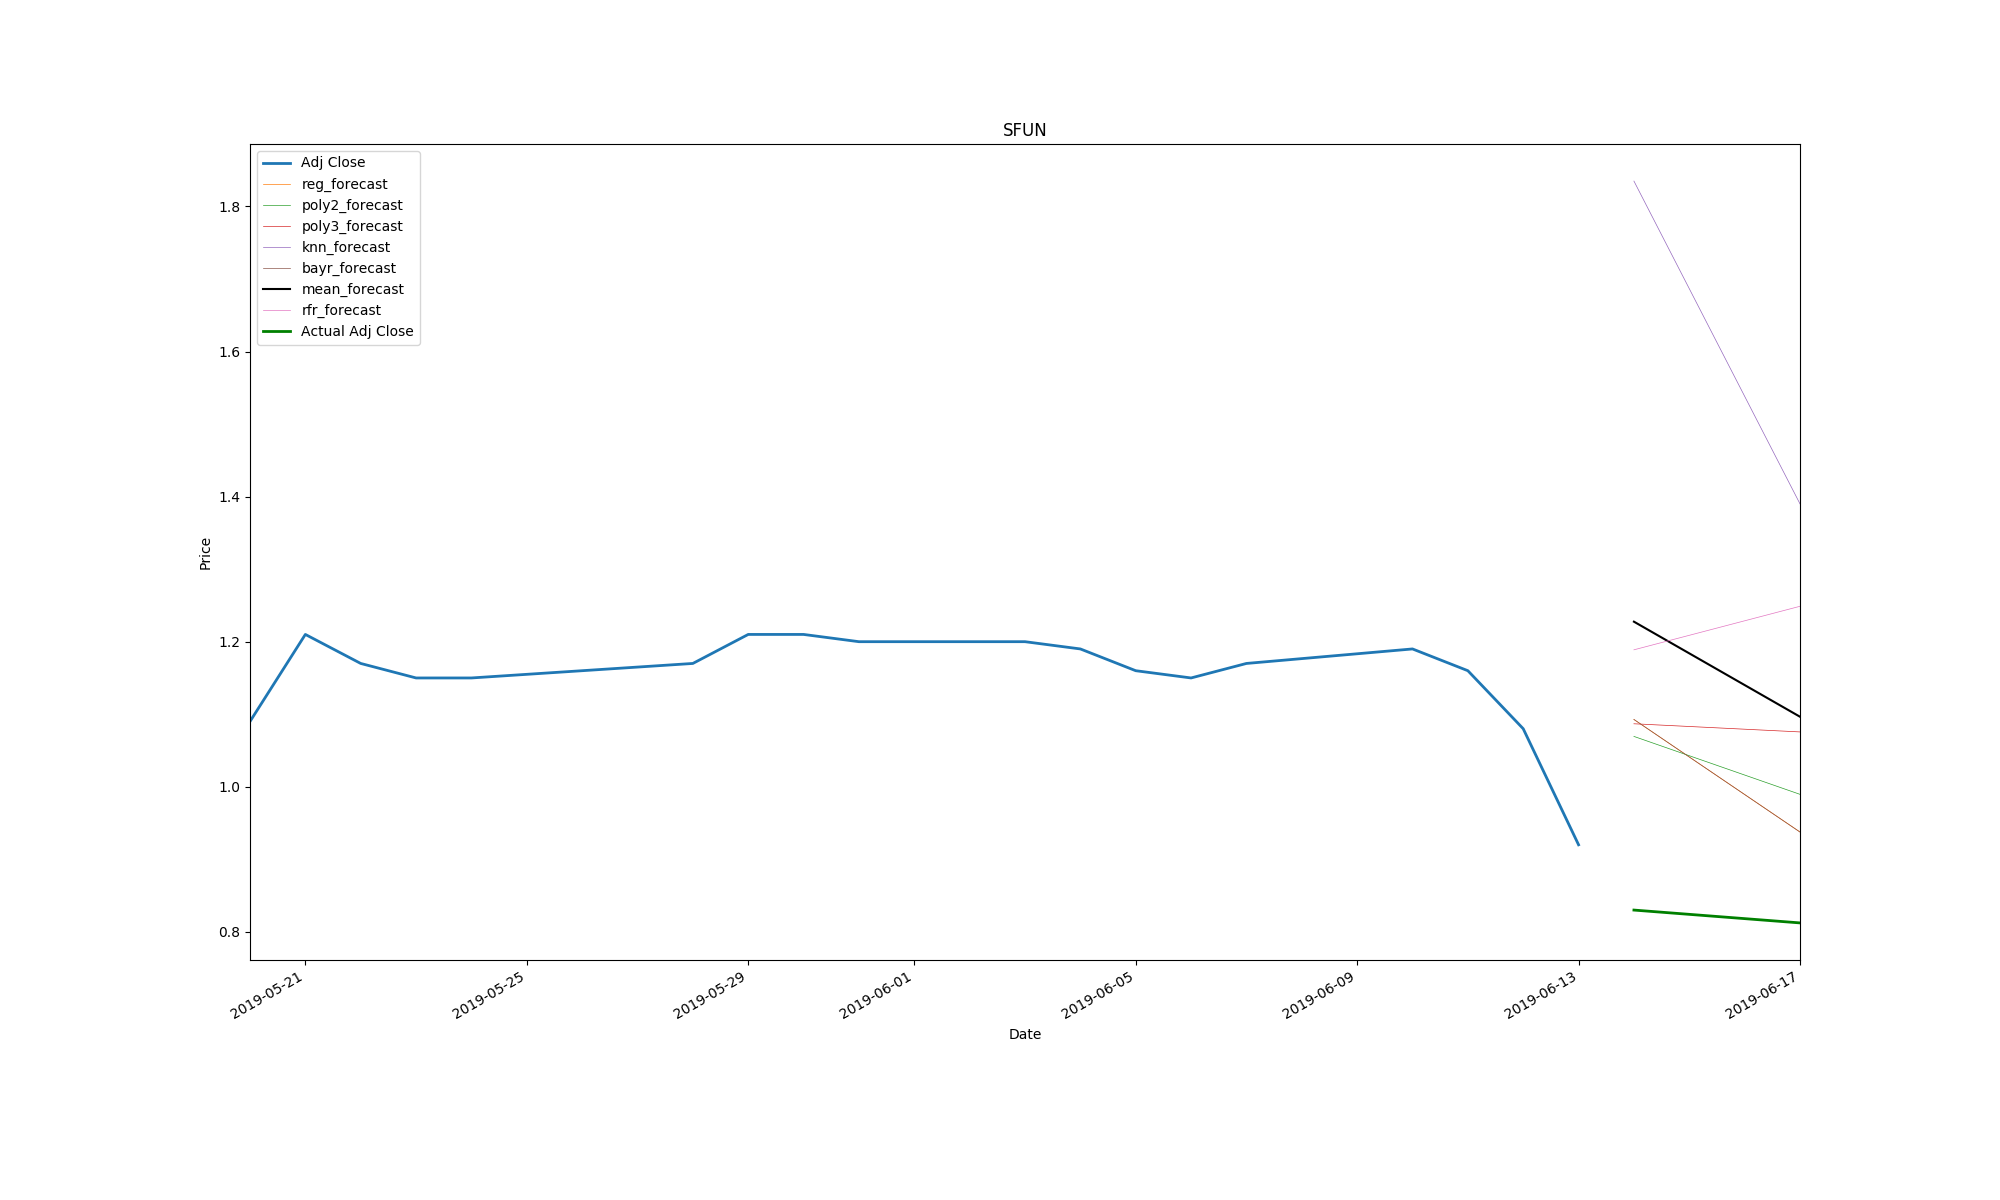 SFUN
Adj Close
reg_forecast
poly2_forecast
poly3_forecast
knn_forecast
bayr_forecast
mean_forecast
rfr_forecast
Actual Adj Close
1.8
1.6
1.4
1.2
1.0
0.8
Price
2019-05-21
2019-05-25
2019-05-29
2019-06-01
2019-06-05
2019-06-09
2019-06-13
2019-06-17
Date